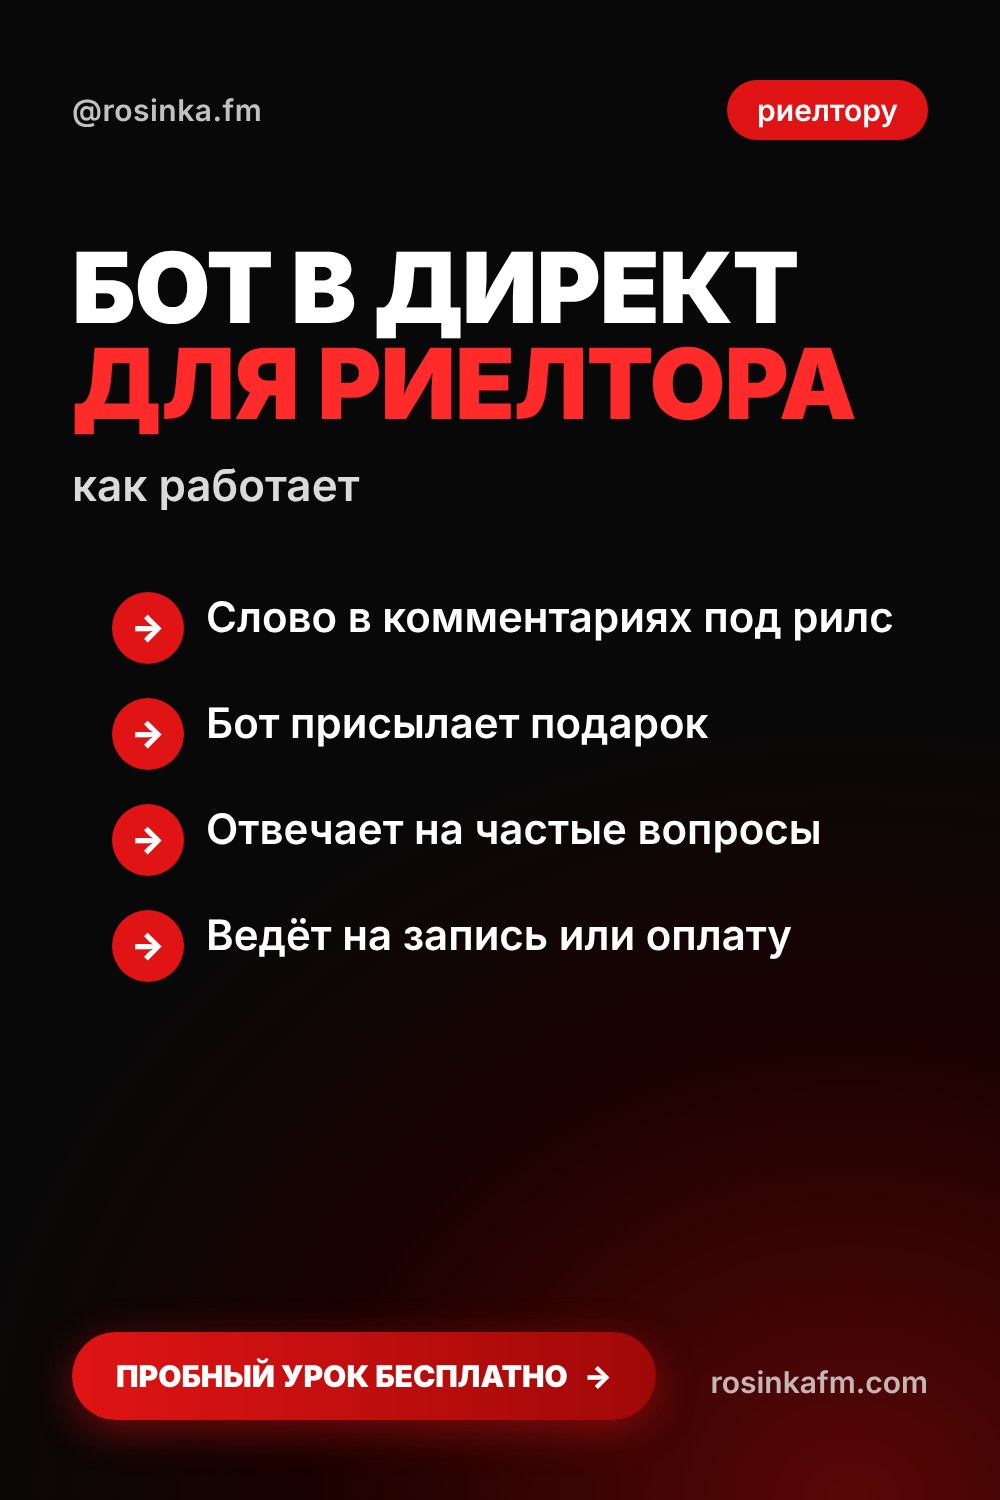 @rosinka.fm
риелтору
БОТ В ДИРЕКТ
ДЛЯ РИЕЛТОРА
как работает
→ Слово в комментариях под рилс
→ Бот присылает подарок
→ Отвечает на частые вопросы
→ Ведёт на запись или оплату
ПРОБНЫЙ УРОК БЕСПЛАТНО →
rosinkafm.com